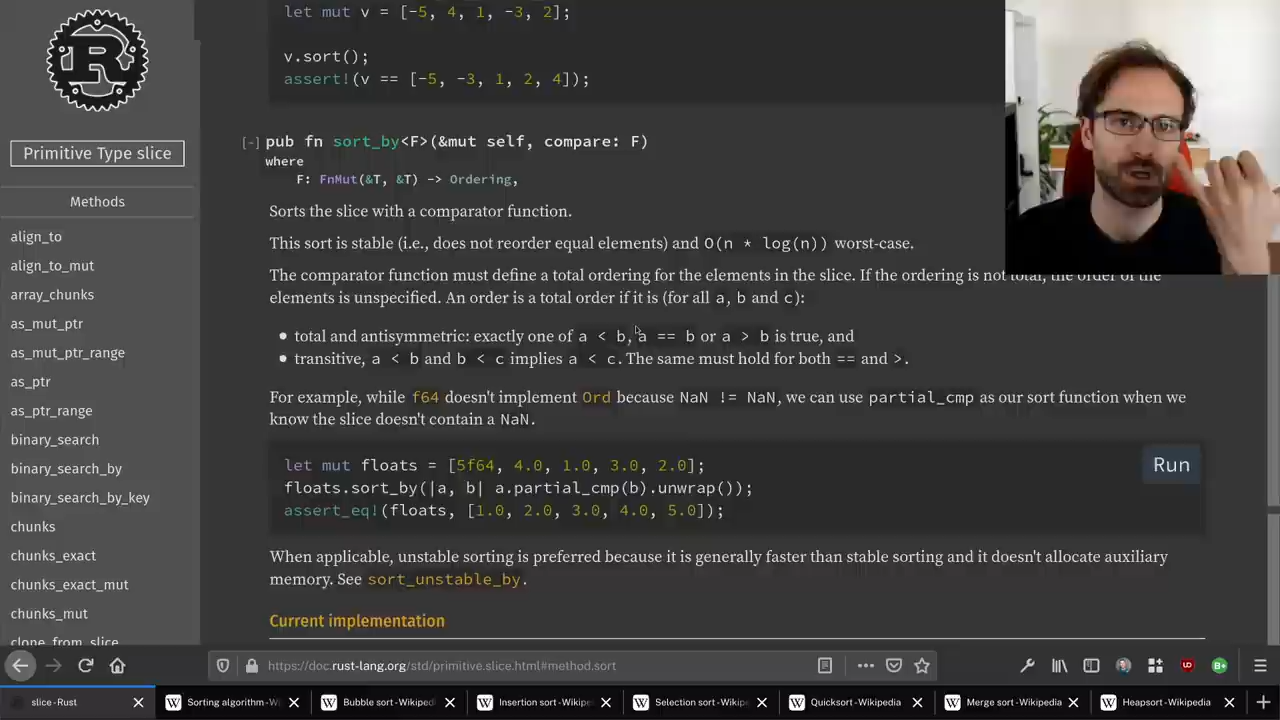 let mut v = [-5, 4, 1, -3, 2];
v.sort();
assert!(v == [-5, -3, 1, 2, 4]);
R
Primitive Type slice
Methods
align_to
align_to_mut
array_chunks
as_mut_ptr
as_mut_ptr_range
as_ptr
as_ptr_range
binary_search
binary_search_by
binary_search_by_key
chunks
chunks_exact
chunks_exact_mut
chunks_mut
clone_from_slice
[-] pub fn sort_by<F>(&mut self, compare: F)
where
F: FnMut(&T, &T) -> Ordering,
Sorts the slice with a comparator function.
This sort is stable (i.e., does not reorder equal elements) and O(n * log(n)) worst-case.
The comparator function must define a total ordering for the elements in the slice. If the ordering is not total, the order of the
elements is unspecified. An order is a total order if it is (for all a, b and c):
• total and antisymmetric: exactly one of a < b, a == b or a > b is true, and
• transitive, a < b and b < c implies a < c. The same must hold for both == and >.
For example, while f64 doesn't implement Ord because NaN != NaN, we can use partial_cmp as our sort function when we
know the slice doesn't contain a NaN.
let mut floats = [5f64, 4.0, 1.0, 3.0, 2.0];
floats.sort_by(|a, b| a.partial_cmp(b).unwrap());
assert_eq!(floats, [1.0, 2.0, 3.0, 4.0, 5.0]);
Run
When applicable, unstable sorting is preferred because it is generally faster than stable sorting and it doesn't allocate auxiliary
memory. See sort_unstable_by.
Current implementation
https://doc.rust-lang.org/std/primitive.slice.html#method.sort
slice - Rust
Sorting algorithm - Wi
Bubble sort - Wikiped
Insertion sort - Wikipe
Selection sort - Wikip
Quicksort - Wikipedia
Merge sort - Wikipedia
Heapsort - Wikipedia